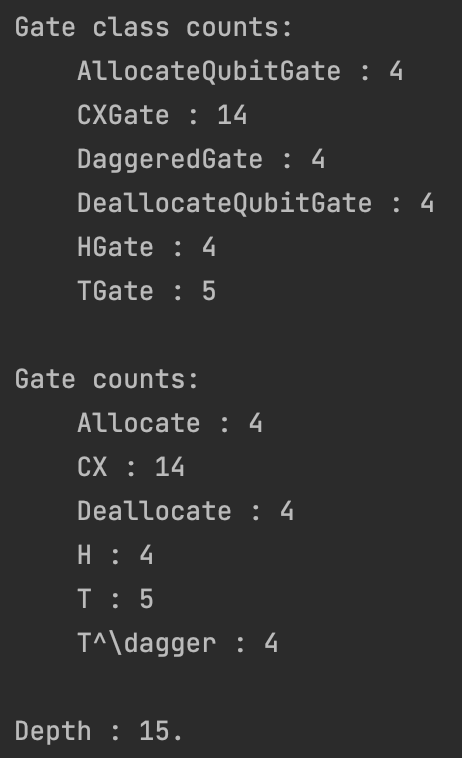 Gate class counts:
    AllocateQubitGate : 4
    CXGate : 14
    DaggeredGate : 4
    DeallocateQubitGate : 4
    HGate : 4
    TGate : 5

Gate counts:
    Allocate : 4
    CX : 14
    Deallocate : 4
    H : 4
    T : 5
    T^\dagger : 4

Depth : 15.